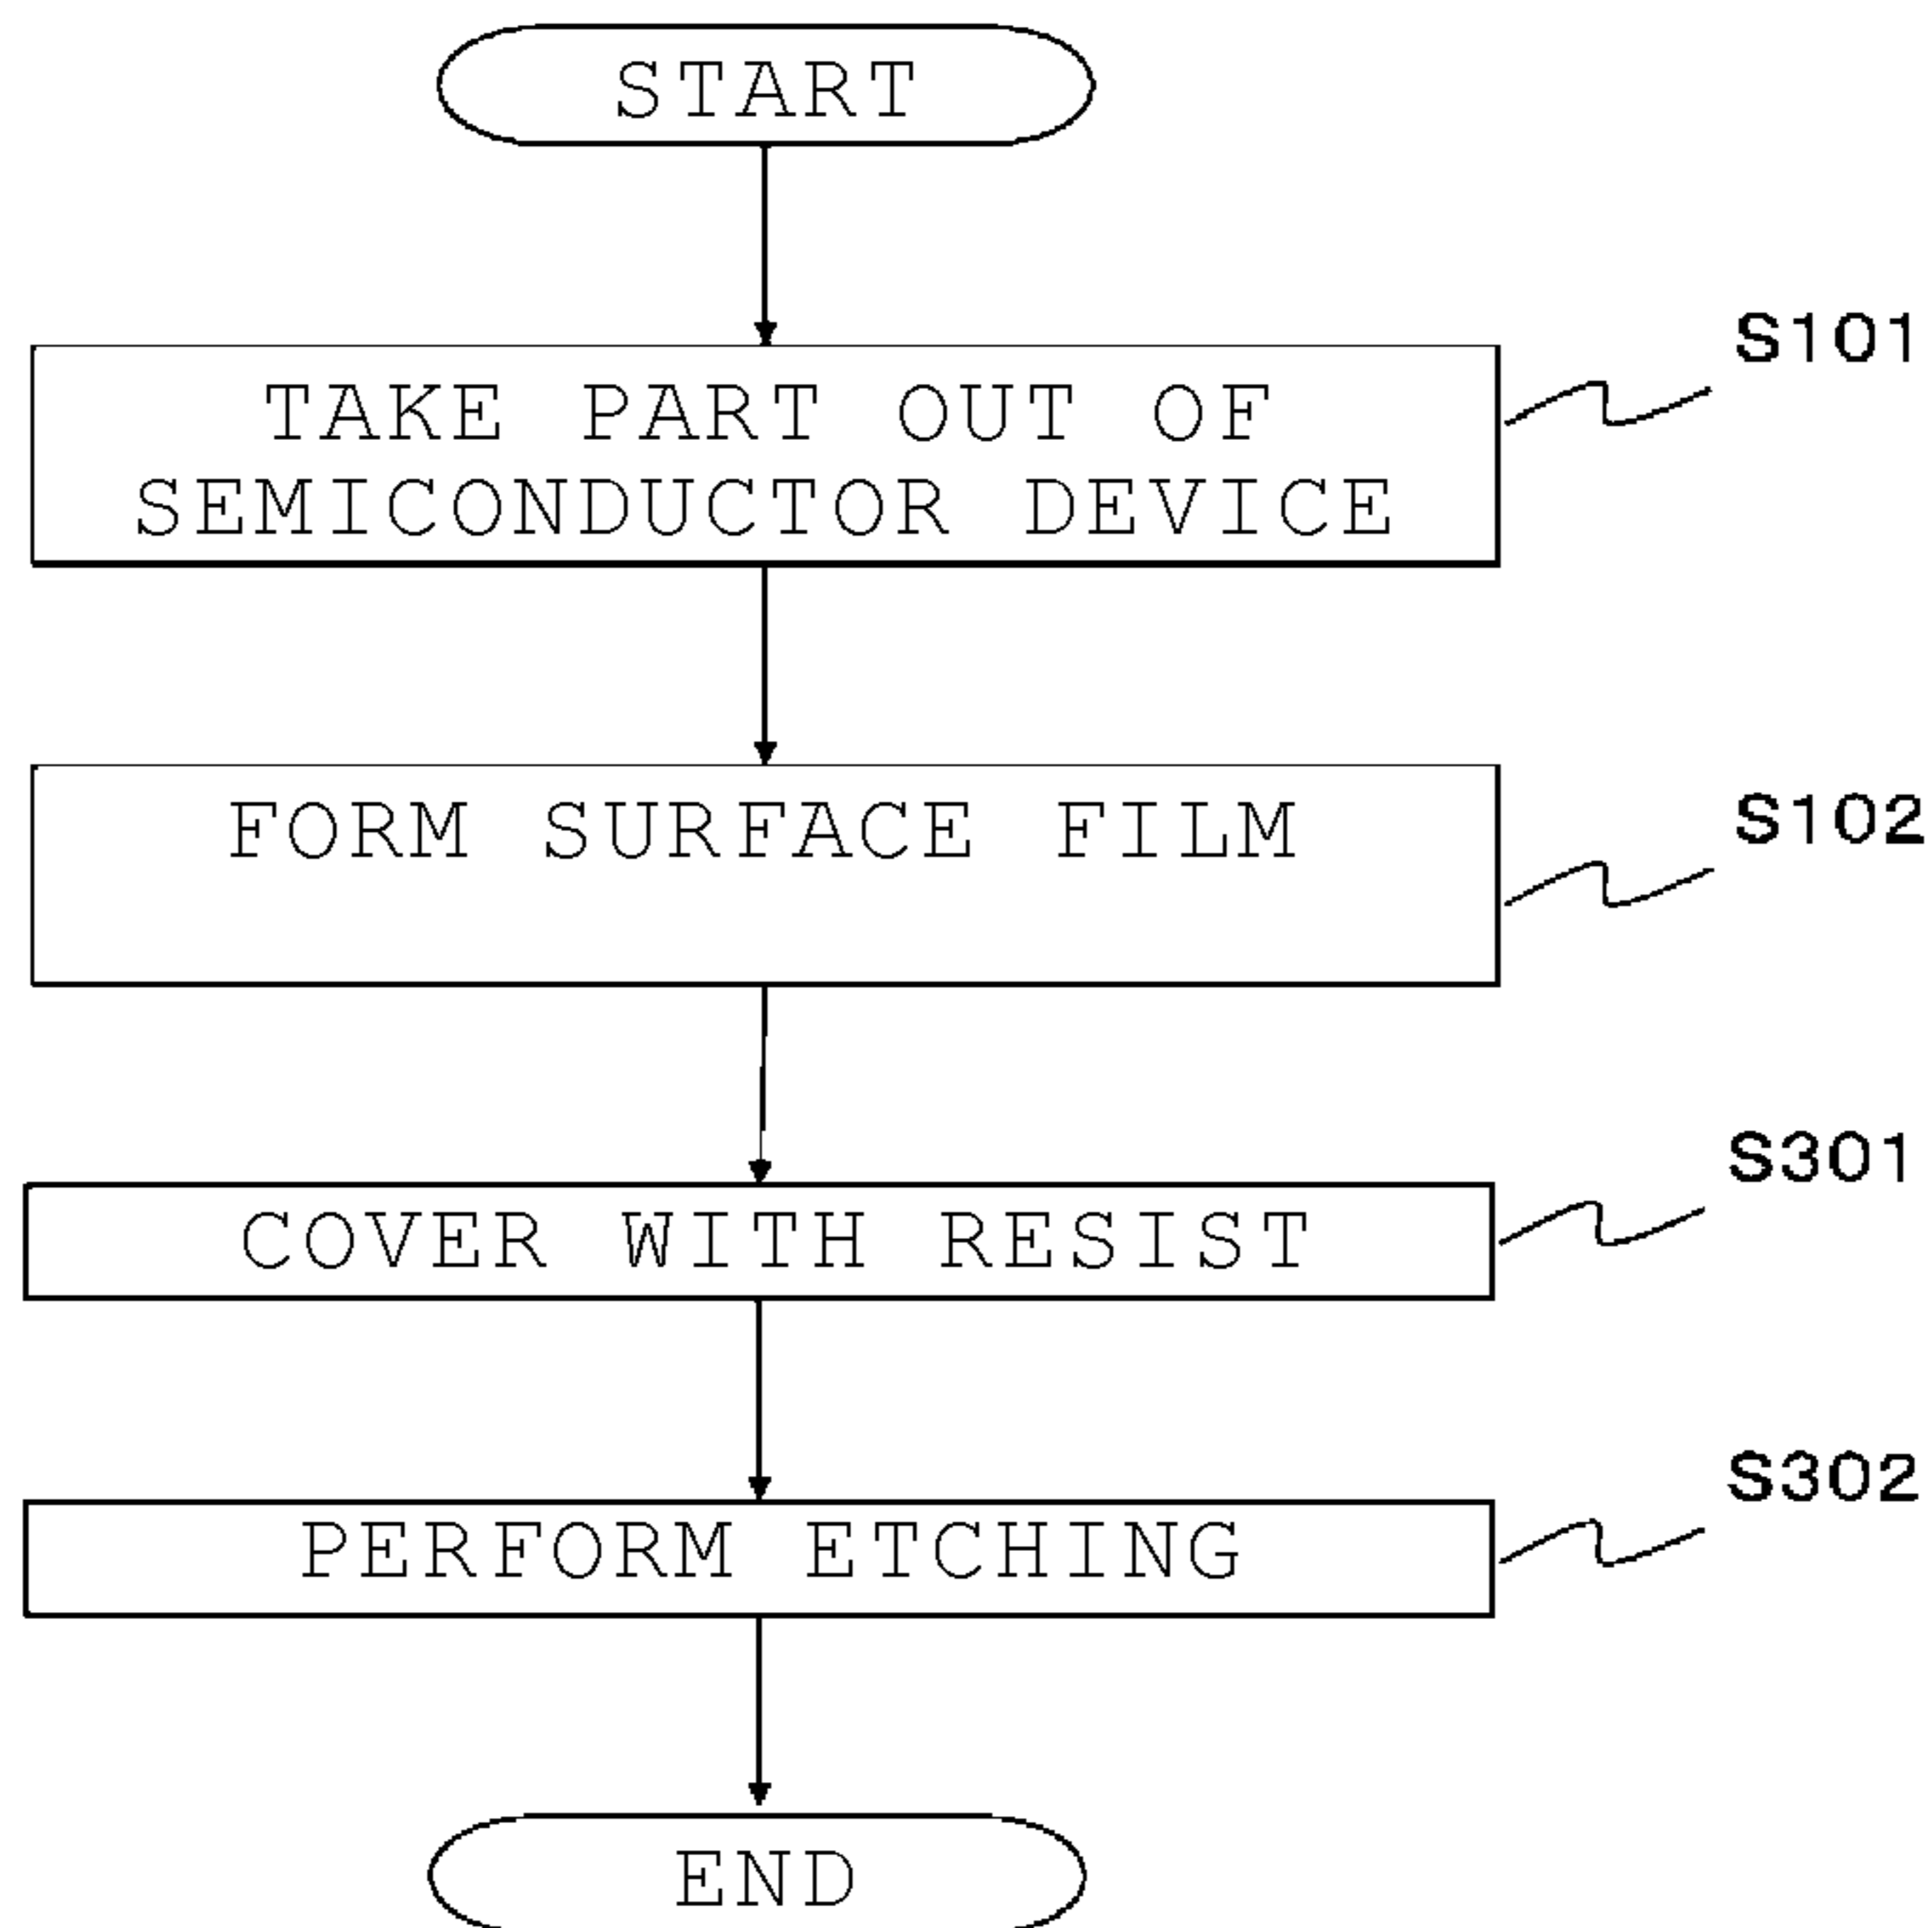 START
S101
TAKE PART OUT OF
SEMICONDUCTOR DEVICE
S102
FORM SURFACE FILM
S301
COVER WITH RESIST
S302
PERFORM ETCHING
END